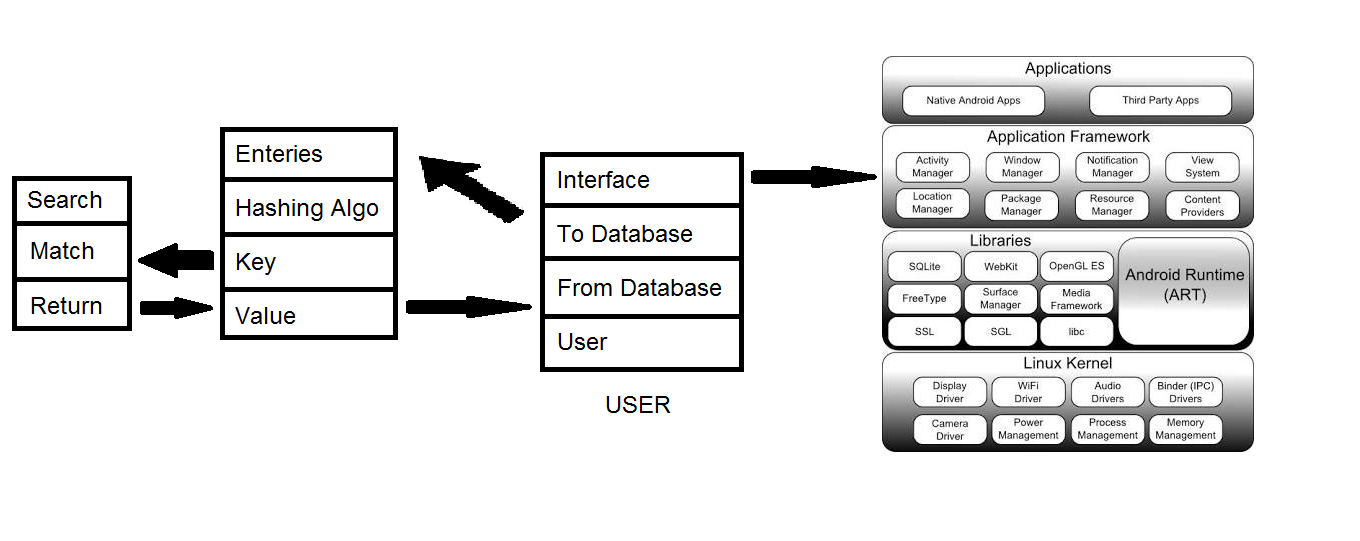 Search
Match
Return
Enteries
Hashing Algo
Key
Value
Interface
To Database
From Database
User
USER
Applications
Native Android Apps
Third Party Apps
Application Framework
Activity
Manager
Window
Manager
Notification
Manager
View
System
Location
Manager
Package
Manager
Resource
Manager
Content
Providers
Libraries
SQLite
WebKit
OpenGL ES
FreeType
Surface
Manager
Media
Framework
SSL
SGL
libc
Android Runtime
(ART)
Linux Kernel
Display
Driver
WiFi
Driver
Audio
Drivers
Binder (IPC)
Drivers
Camera
Driver
Power
Management
Process
Management
Memory
Management